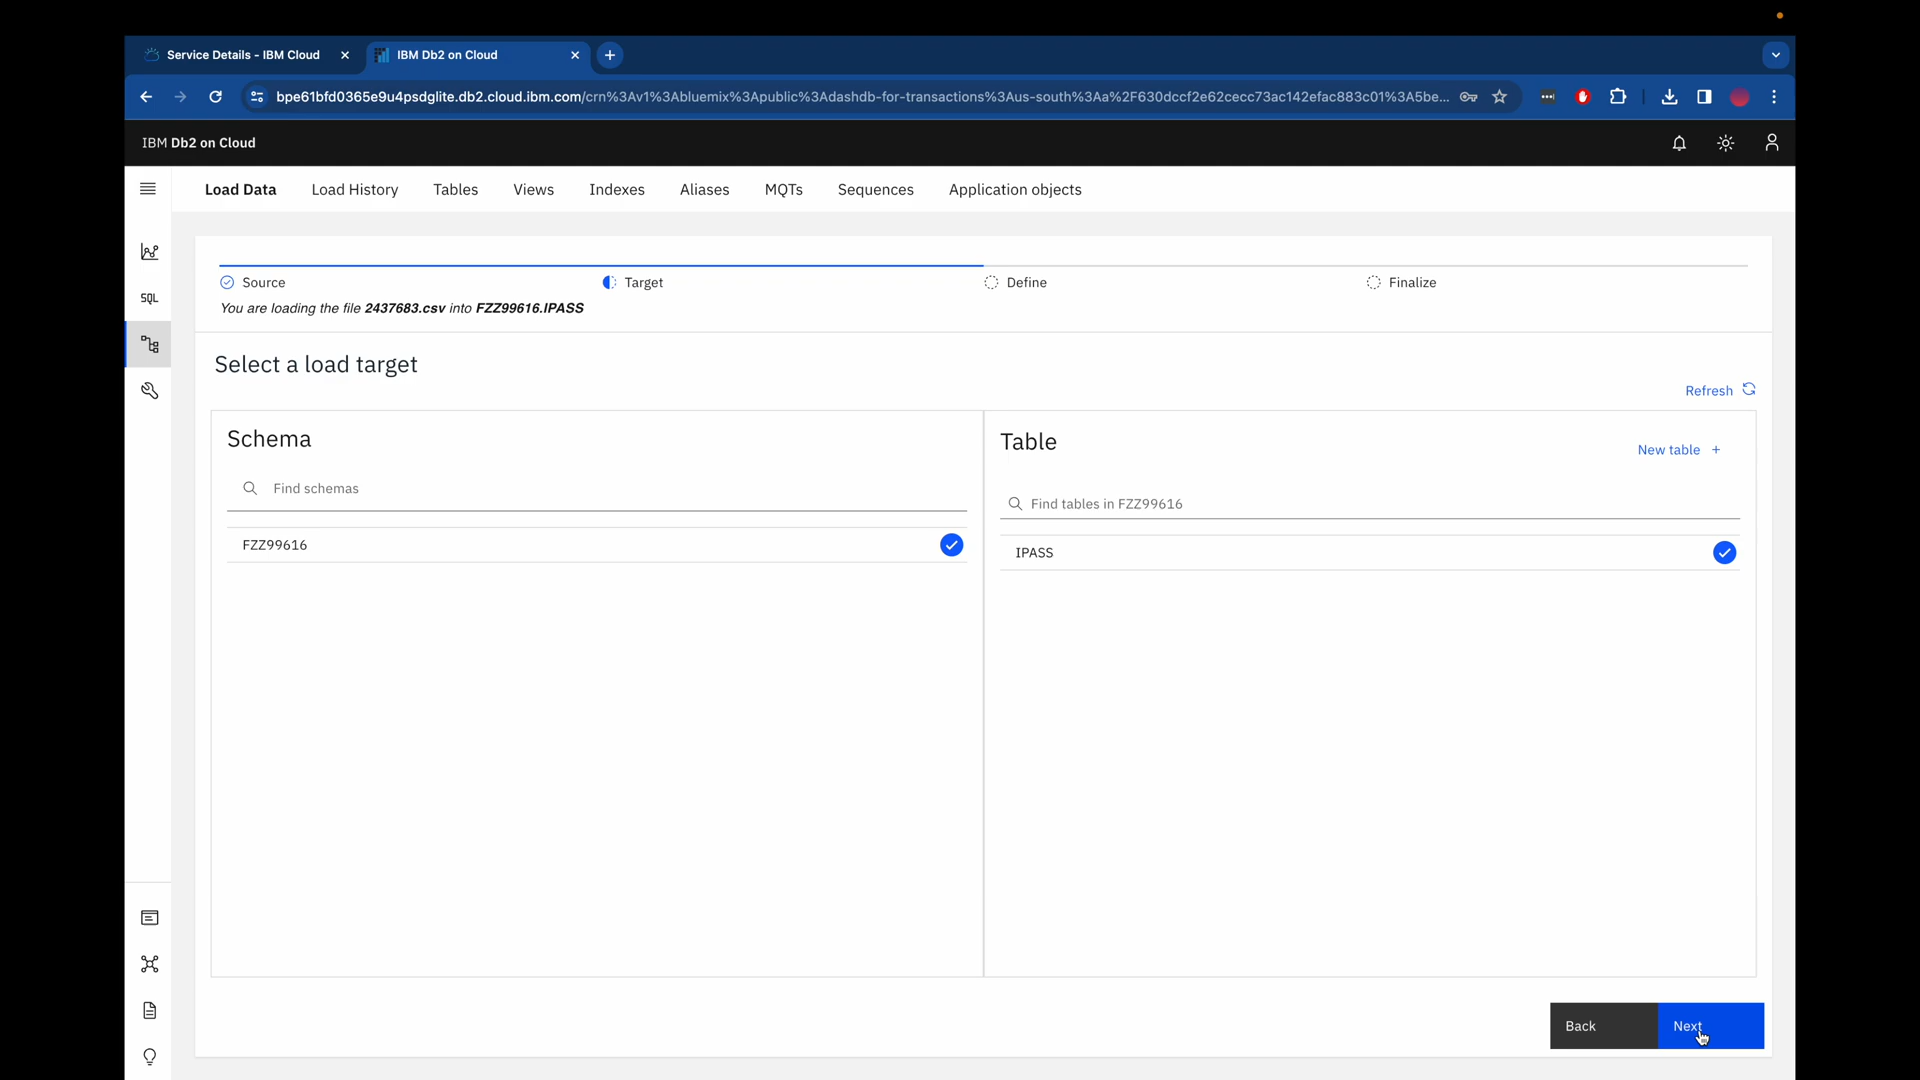 Service Details - IBM Cloud
IBM Db2 on Cloud
bpe61bfd0365e9u4psdglite.db2.cloud.ibm.com/crn%3Av1%3Abluemix%3Apublic%3Adashdb-for-transactions%3Aus-south%3Aa%2F630dccf2e62cecc73ac142efac883c01%3A5be...
IBM Db2 on Cloud
Load Data Load History Tables Views Indexes Aliases MQTs Sequences Application objects
SQL
Source Target Define Finalize
You are loading the file 2437683.csv into FZZ99616.IPASS
Select a load target
Refresh
Schema
Find schemas
FZZ99616
Table
New table +
Find tables in FZZ99616
IPASS
Back Next